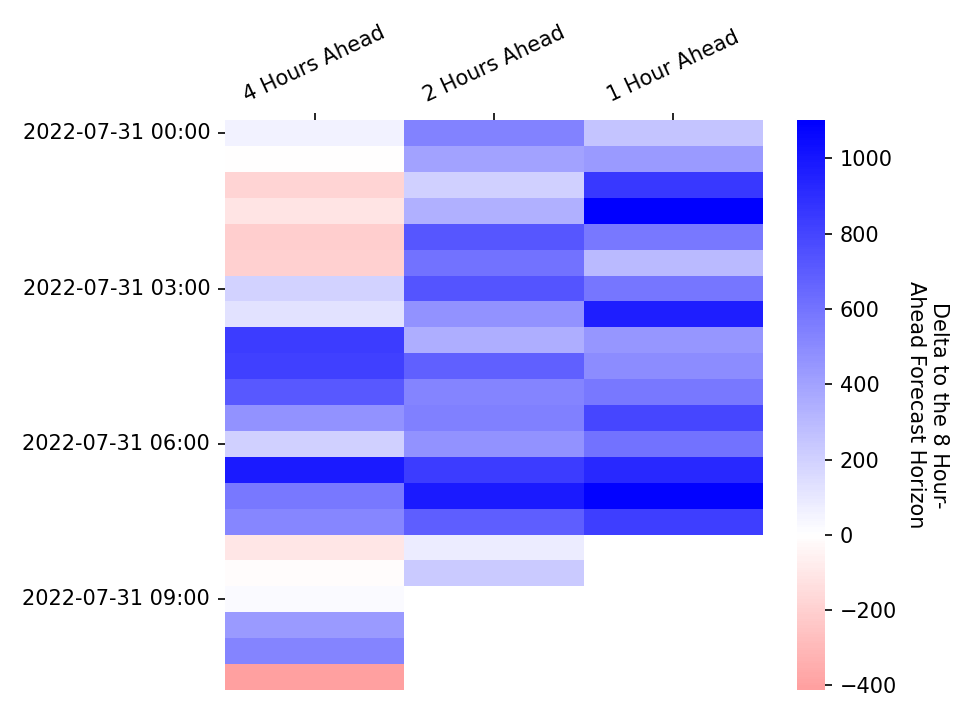 4 Hours Ahead
2 Hours Ahead
1 Hour Ahead
2022-07-31 00:00
2022-07-31 03:00
2022-07-31 06:00
2022-07-31 09:00
1000
800
600
400
200
0
−200
−400
Delta to the 8 Hour-
Ahead Forecast Horizon